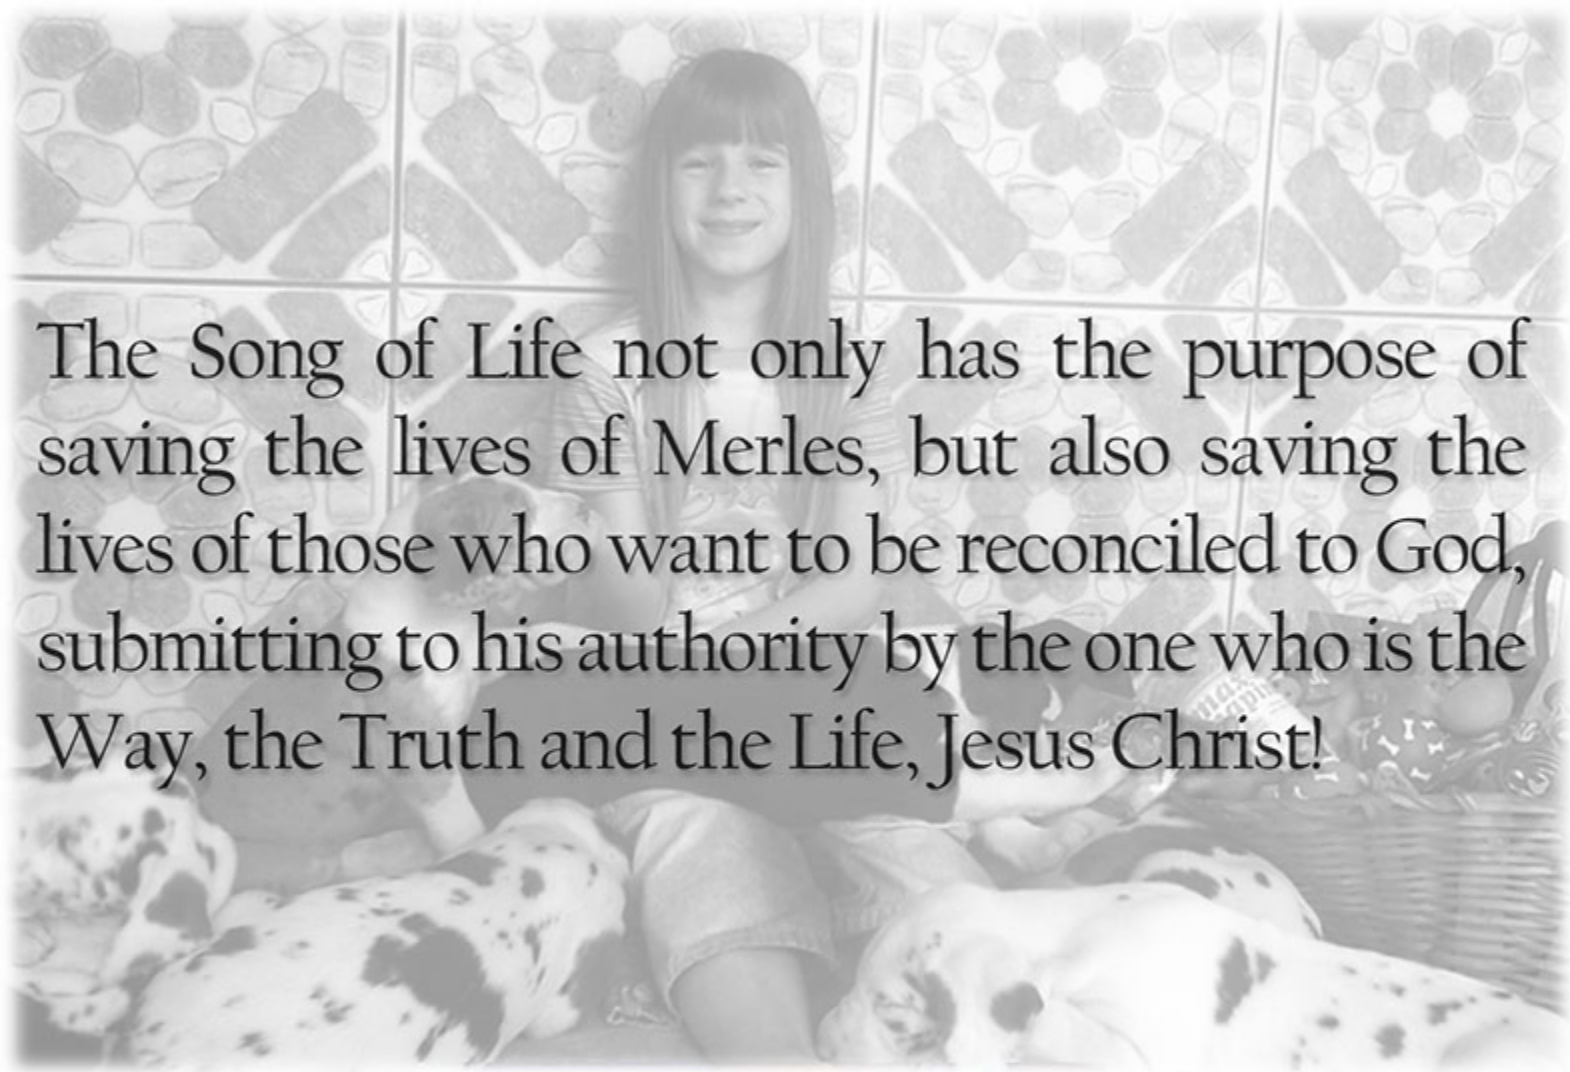 The Song of Life not only has the purpose of
saving the lives of Merles, but also saving the
lives of those who want to be reconciled to God,
submitting to his authority by the one who is the
Way, the Truth and the Life, Jesus Christ!